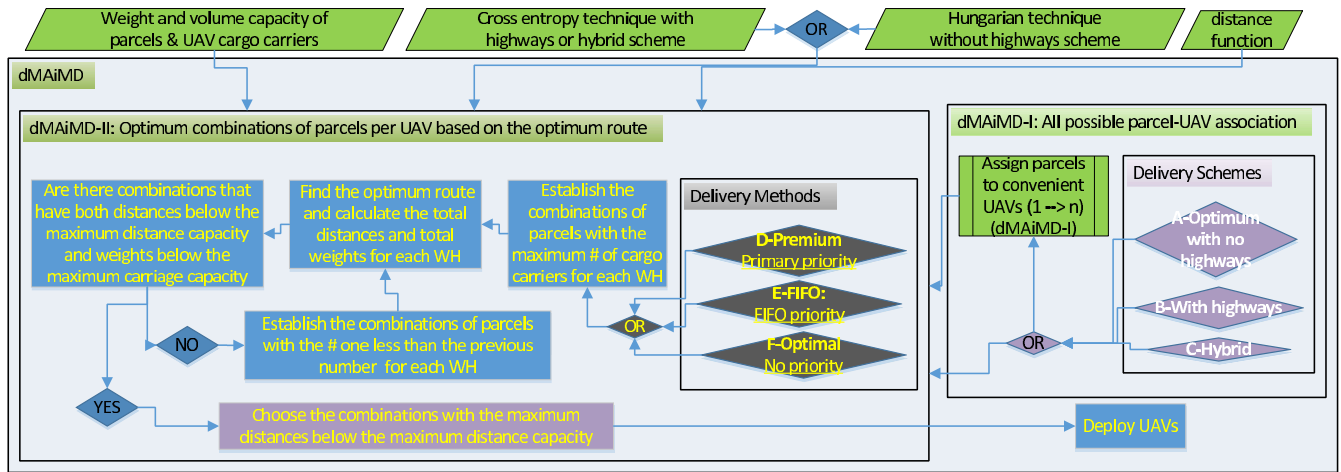 Weight and volume capacity of
parcels & UAV cargo carriers
Cross entropy technique with
highways or hybrid scheme
OR
Hungarian technique
without highways scheme
distance
function
dMAiMD
dMAiMD-II: Optimum combinations of parcels per UAV based on the optimum route
Are there combinations that
have both distances below the
maximum distance capacity
and weights below the
maximum carriage capacity
Find the optimum route
and calculate the total
distances and total
weights for each WH
Establish the
combinations of
parcels with the
maximum # of cargo
carriers for each WH
Delivery Methods
D-Premium
Primary priority
E-FIFO:
FIFO priority
F-Optimal
No priority
OR
NO
Establish the combinations of parcels
with the # one less than the previous
number for each WH
YES
Choose the combinations with the maximum
distances below the maximum distance capacity
dMAiMD-I: All possible parcel-UAV association
Assign parcels
to convenient
UAVs (1 --> n)
(dMAiMD-I)
Delivery Schemes
A-Optimum
with no
highways
B-With highways
C-Hybrid
OR
Deploy UAVs